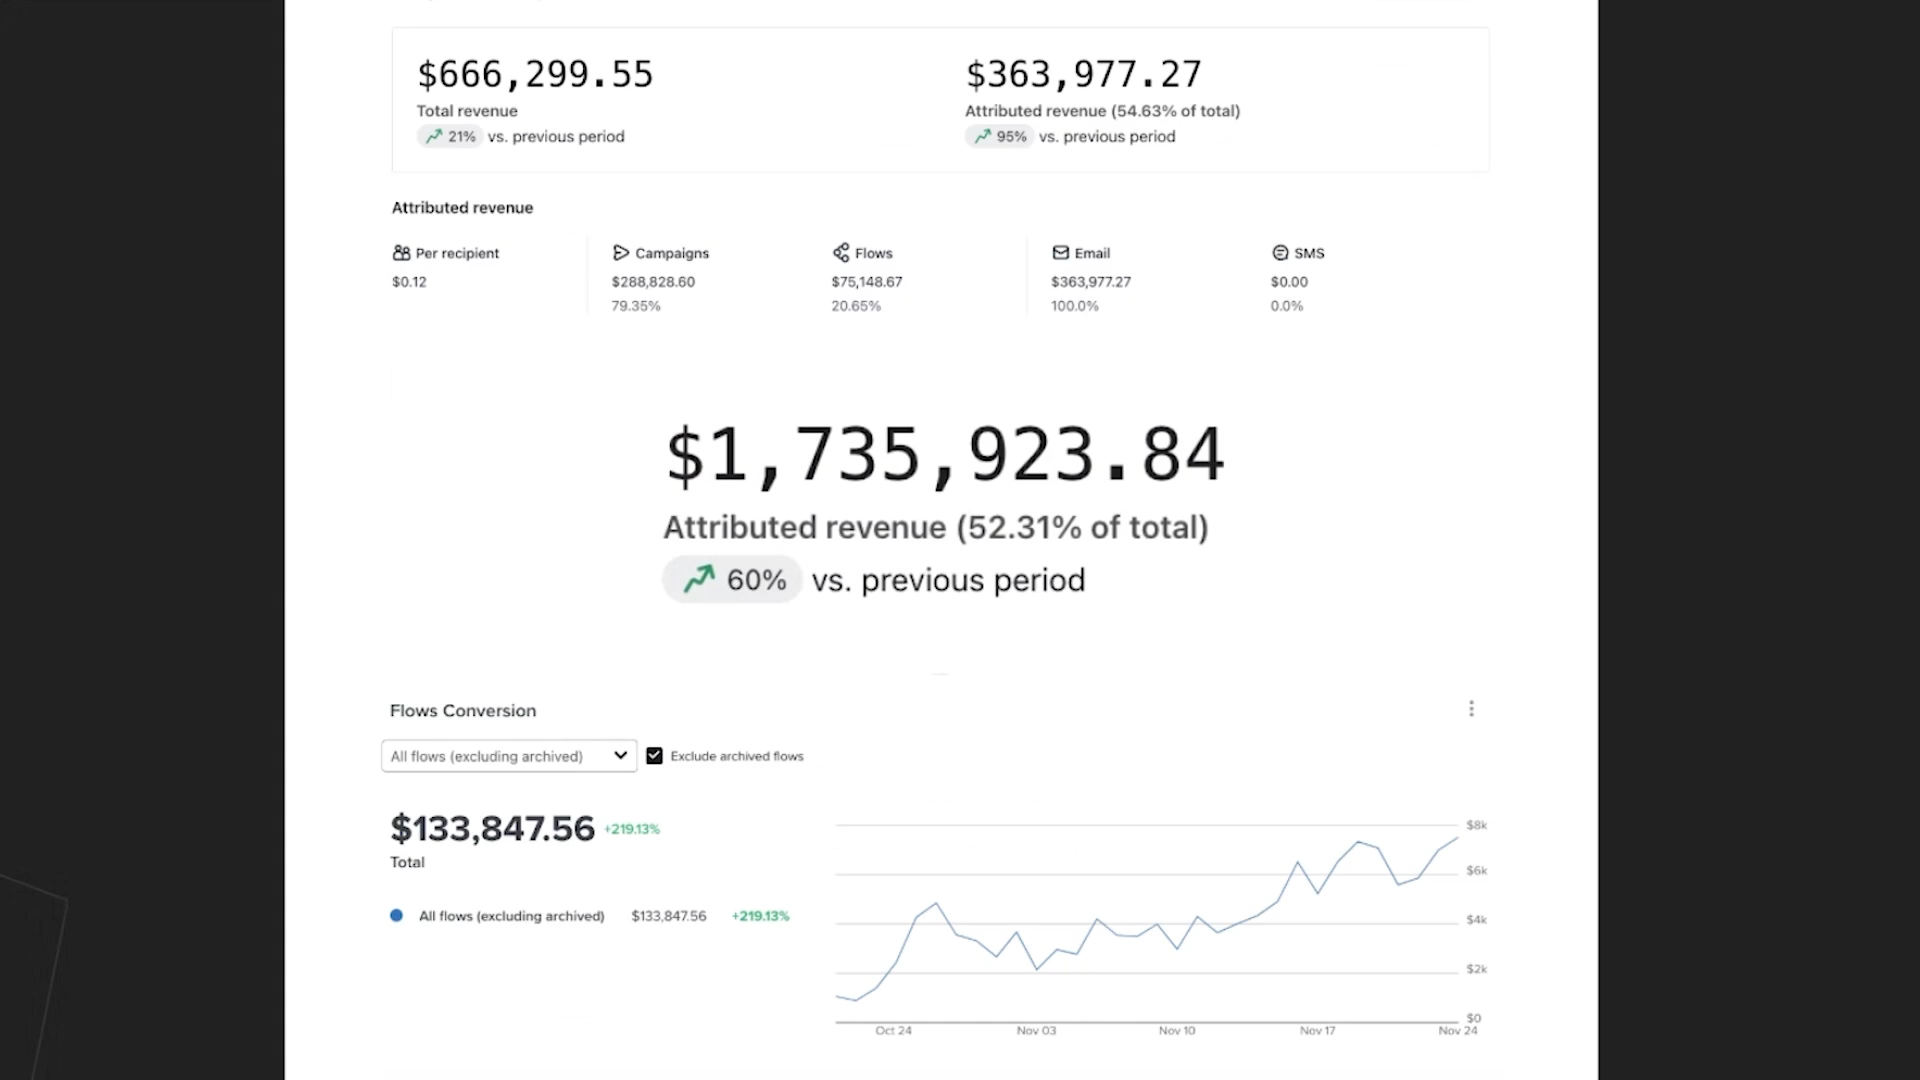 $666,299.55
Total revenue
21% vs. previous period
$363,977.27
Attributed revenue (54.63% of total)
95% vs. previous period
Attributed revenue
Per recipient
$0.12
Campaigns
$288,828.60
79.35%
Flows
$75,148.67
20.65%
Email
$363,977.27
100.0%
SMS
$0.00
0.0%
$1,735,923.84
Attributed revenue (52.31% of total)
60% vs. previous period
Flows Conversion
All flows (excluding archived)
Exclude archived flows
$133,847.56 +219.13%
Total
All flows (excluding archived) $133,847.56 +219.13%
$8k
$6k
$4k
$2k
$0
Oct 24 Nov 03 Nov 10 Nov 17 Nov 24